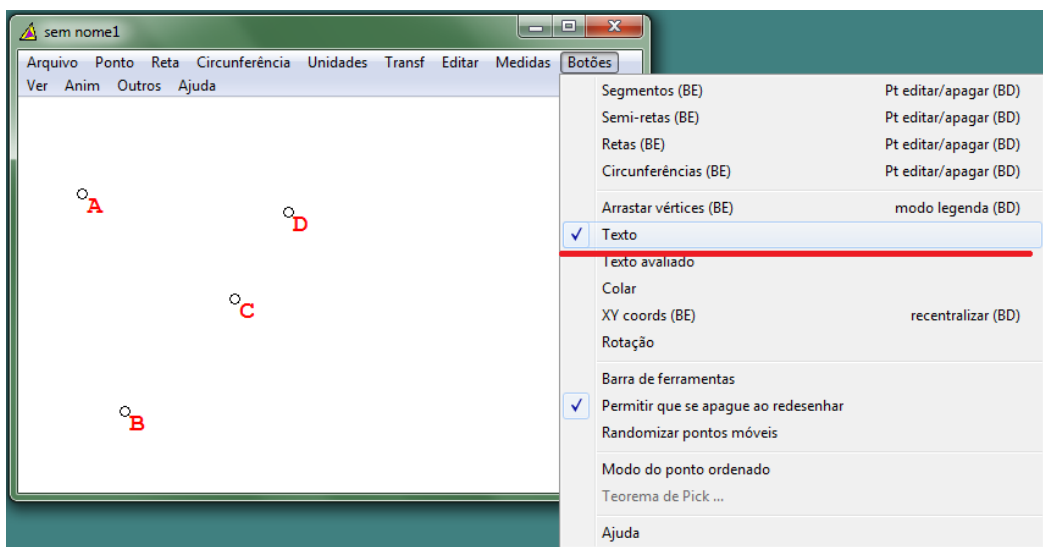 sem nome1
Arquivo Ponto Reta Circunferência Unidades Transf Editar Medidas Botões
Ver Anim Outros Ajuda
A
D
C
B
Segmentos (BE) Pt editar/apagar (BD)
Semi-retas (BE) Pt editar/apagar (BD)
Retas (BE) Pt editar/apagar (BD)
Circunferências (BE) Pt editar/apagar (BD)
Arrastar vértices (BE) modo legenda (BD)
Texto
Texto avaliado
Colar
XY coords (BE) recentralizar (BD)
Rotação
Barra de ferramentas
Permitir que se apague ao redesenhar
Randomizar pontos móveis
Modo do ponto ordenado
Teorema de Pick ...
Ajuda